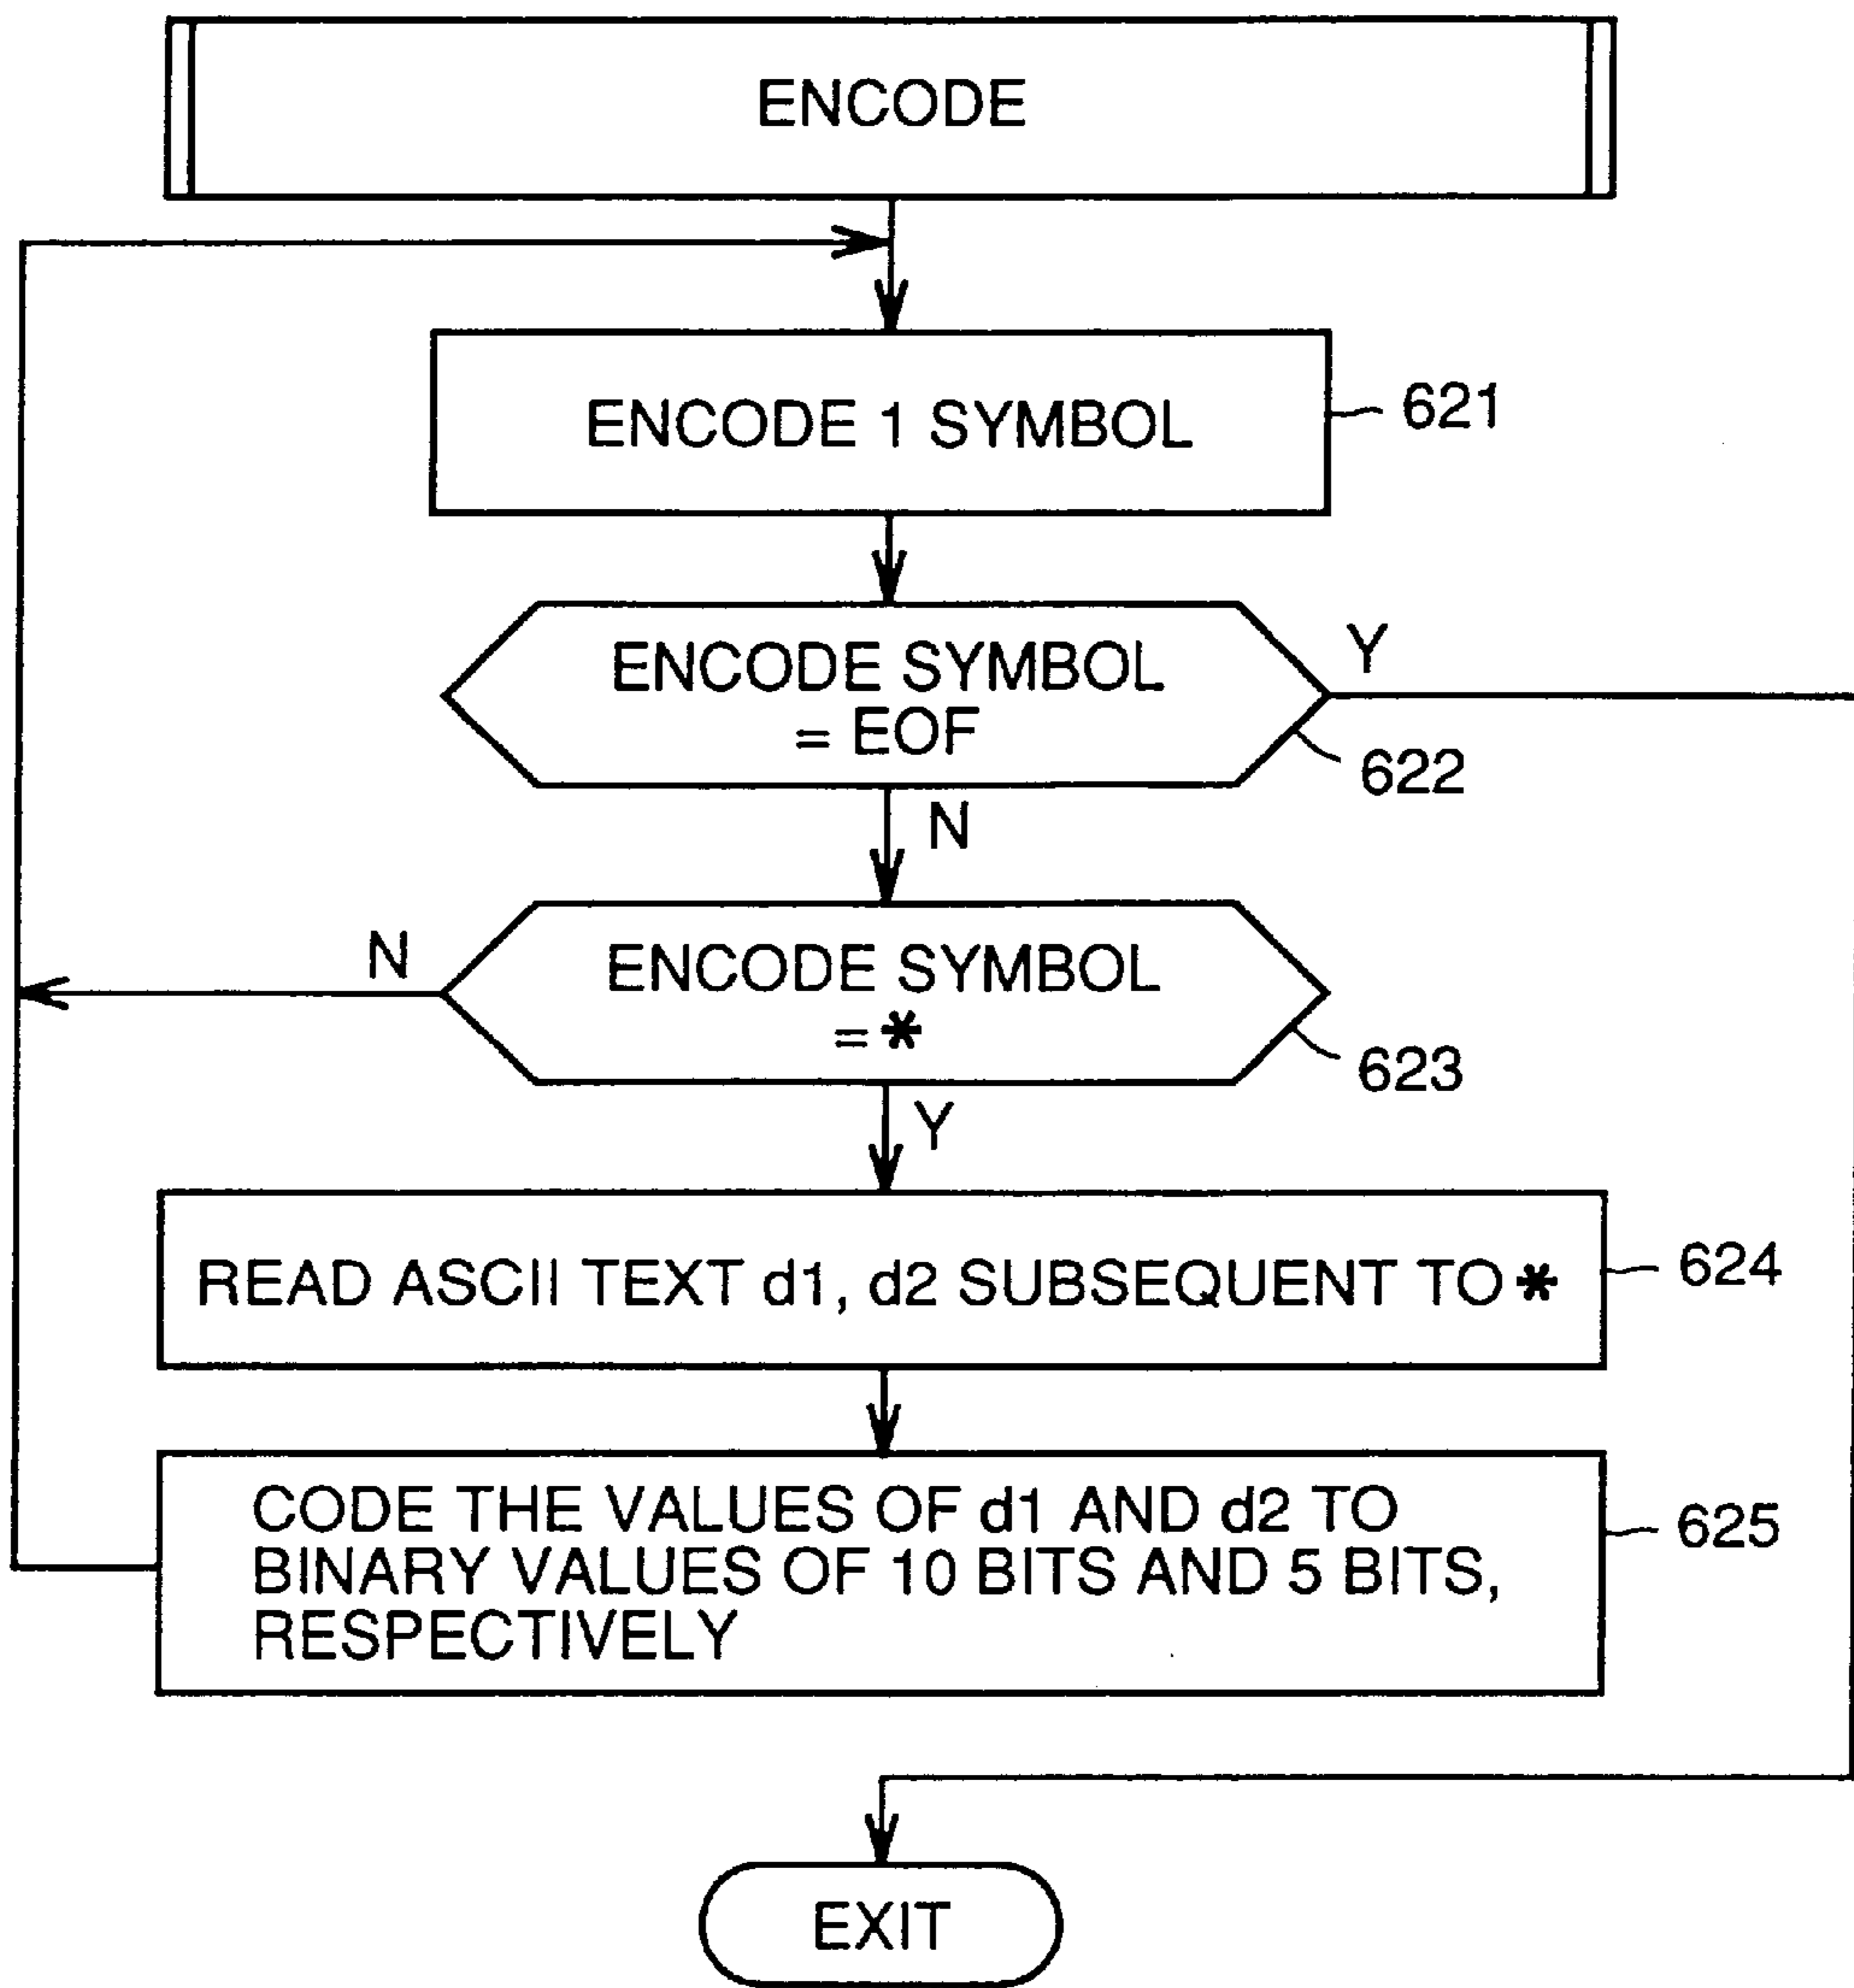 ENCODE
ENCODE 1 SYMBOL
621
ENCODE SYMBOL
= EOF
Y
622
N
ENCODE SYMBOL
= *
N
623
Y
READ ASCII TEXT d1, d2 SUBSEQUENT TO *
624
CODE THE VALUES OF d1 AND d2 TO
BINARY VALUES OF 10 BITS AND 5 BITS,
RESPECTIVELY
625
EXIT